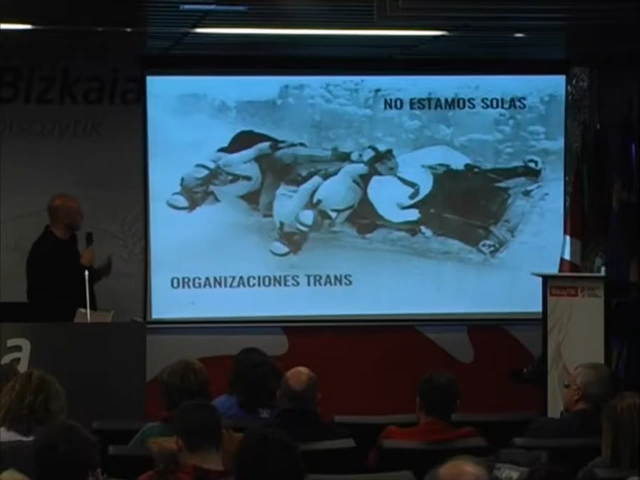 Bizkaia
NO ESTAMOS SOLAS
ORGANIZACIONES TRANS
a